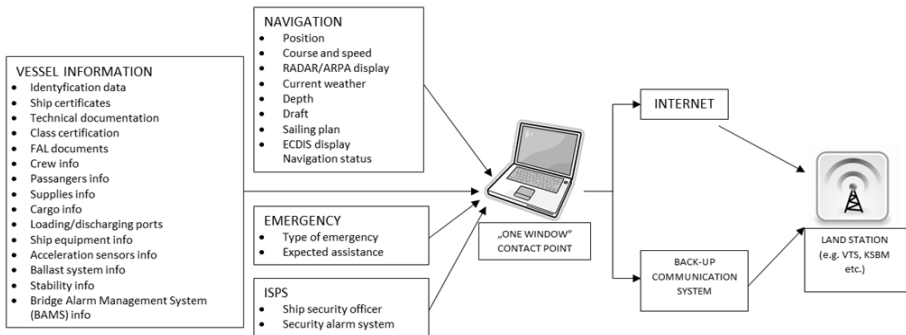 VESSEL INFORMATION
• Identyfication data
• Ship certificates
• Technical documentation
• Class certification
• FAL documents
• Crew info
• Passangers info
• Supplies info
• Cargo info
• Loading/discharging ports
• Ship equipment info
• Acceleration sensors info
• Ballast system info
• Stability info
• Bridge Alarm Management System
(BAMS) info
NAVIGATION
• Position
• Course and speed
• RADAR/ARPA display
• Current weather
• Depth
• Draft
• Sailing plan
• ECDIS display
Navigation status
EMERGENCY
• Type of emergency
• Expected assistance
ISPS
• Ship security officer
• Security alarm system
„ONE WINDOW”
CONTACT POINT
INTERNET
BACK-UP
COMMUNICATION
SYSTEM
LAND STATION
(e.g. VTS, KSBM
etc.)